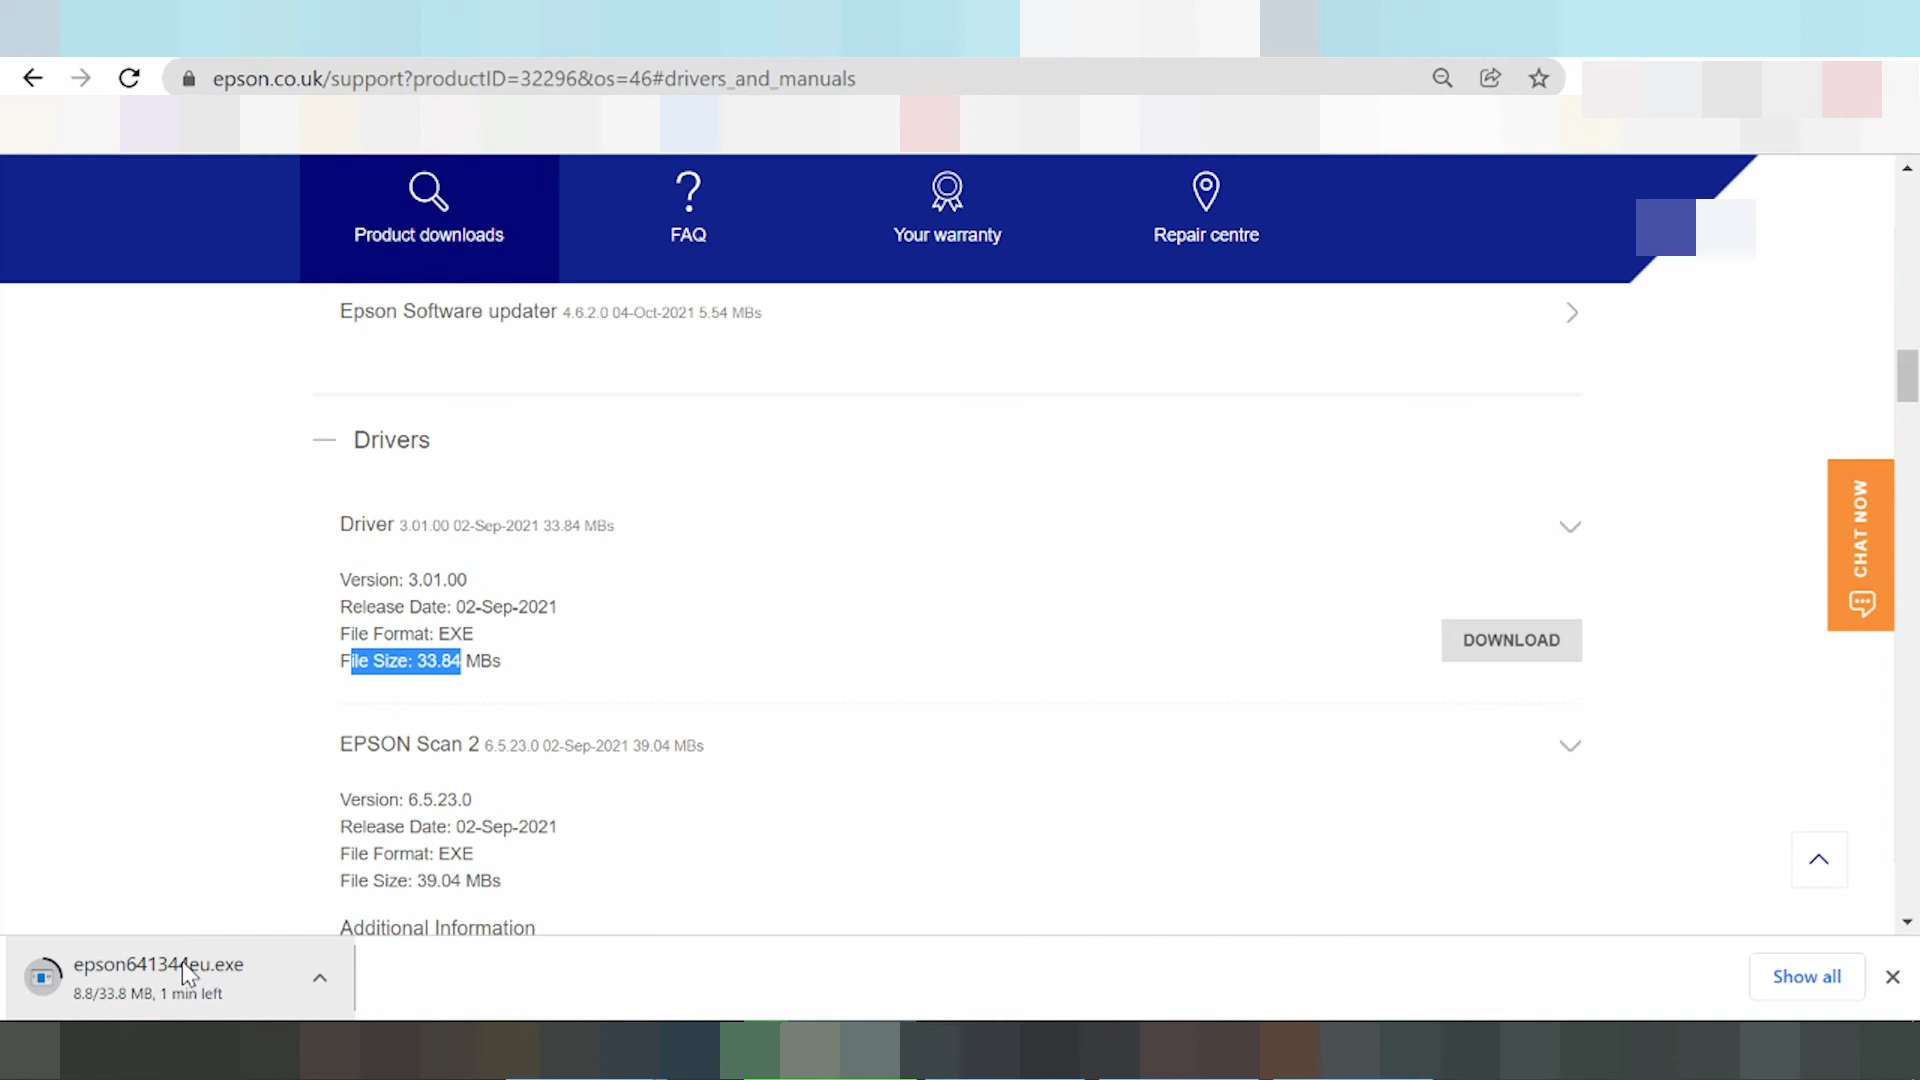 epson.co.uk/support?productID=32296&os=46#drivers_and_manuals
Product downloads
FAQ
Your warranty
Repair centre
Epson Software updater 4.6.2.0 04-Oct-2021 5.54 MBs
Drivers
Driver 3.01.00 02-Sep-2021 33.84 MBs
Version: 3.01.00
Release Date: 02-Sep-2021
File Format: EXE
File Size: 33.84 MBs
DOWNLOAD
CHAT NOW
EPSON Scan 2 6.5.23.0 02-Sep-2021 39.04 MBs
Version: 6.5.23.0
Release Date: 02-Sep-2021
File Format: EXE
File Size: 39.04 MBs
Additional Information
epson641344eu.exe
8.8/33.8 MB, 1 min left
Show all